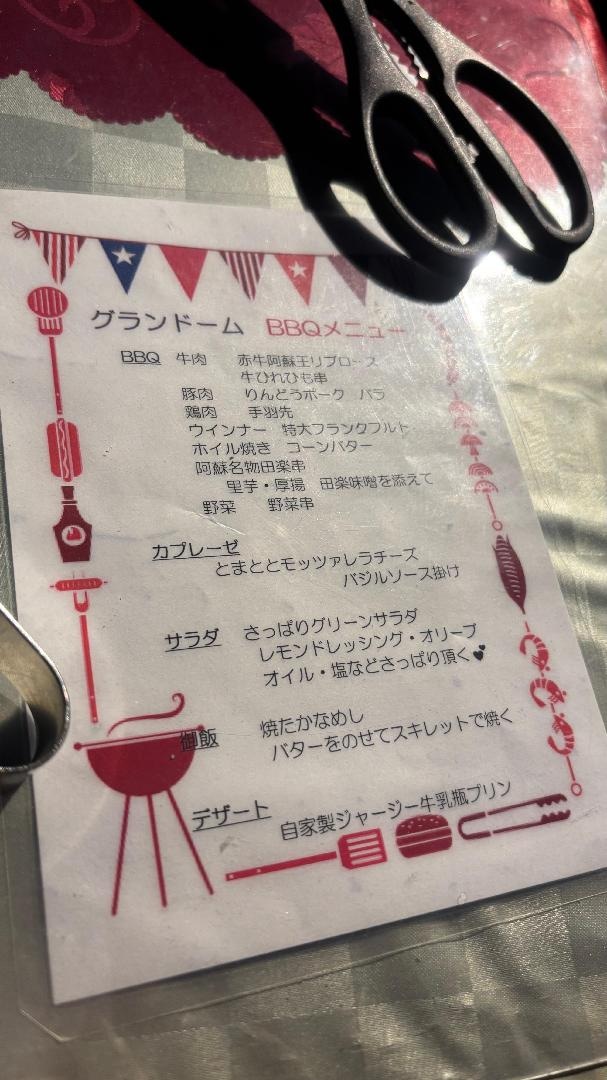 グランドーム BBQメニュー
BBQ 牛肉 赤牛阿蘇王リブロース
牛ひれひも串
豚肉 りんどうポーク バラ
鶏肉 手羽先
ウインナー 特大フランクフルト
ホイル焼き コーンバター
阿蘇名物田楽串
里芋・厚揚 田楽味噌を添えて
野菜 野菜串
カプレーゼ
とまととモッツァレラチーズ
バジルソース掛け
サラダ さっぱりグリーンサラダ
レモンドレッシング・オリーブ
オイル・塩などさっぱり頂く💕
御飯 焼たかなめし
バターをのせてスキレットで焼く
デザート 自家製ジャージー牛乳瓶プリン